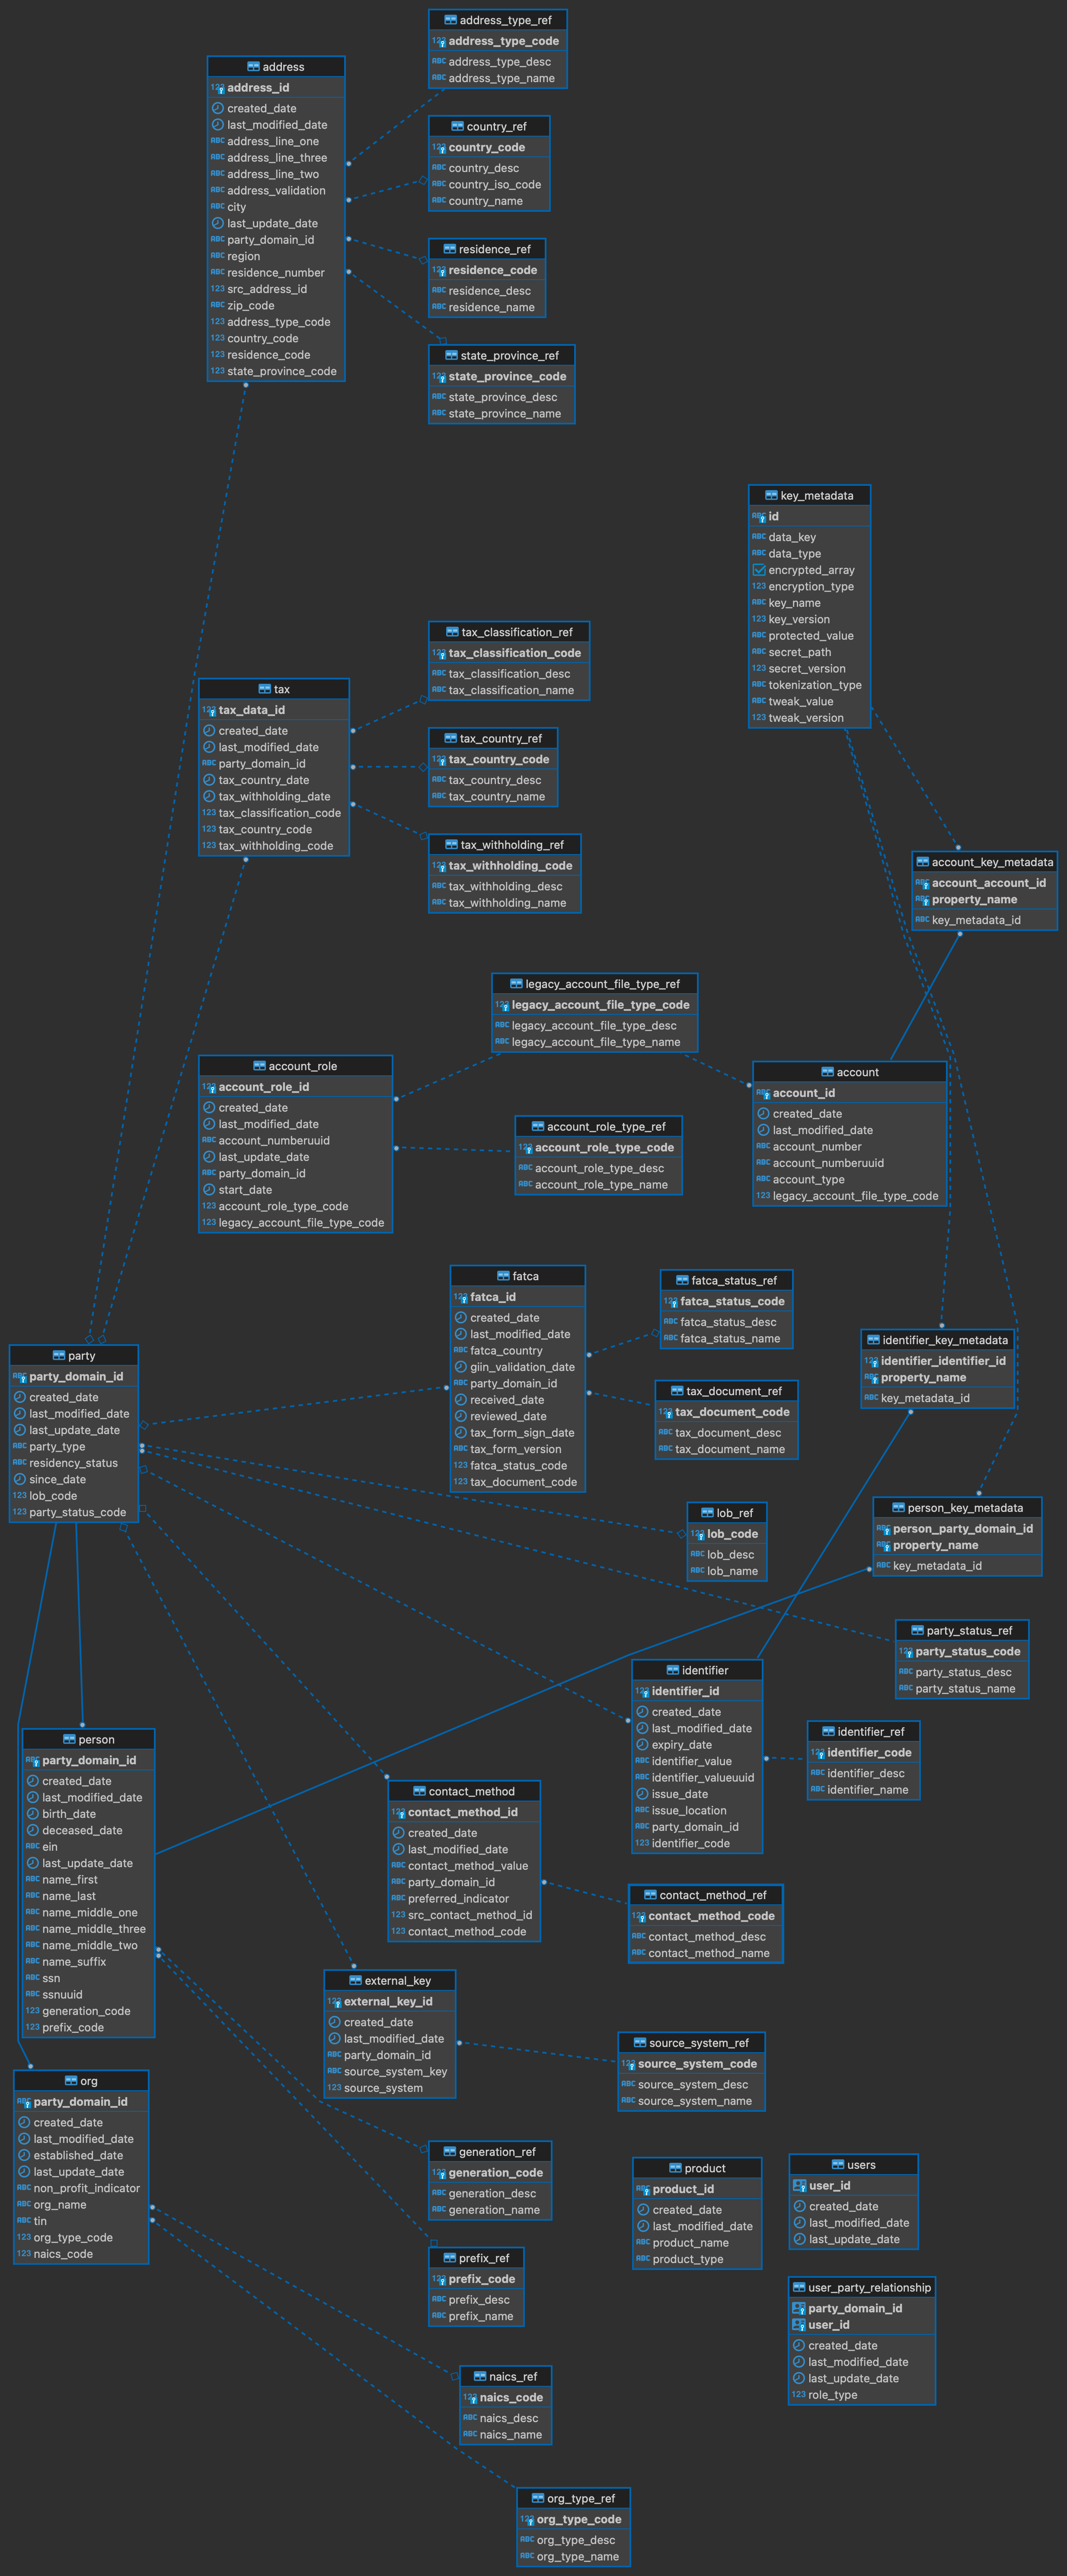 address_type_ref
address_type_code
address_type_desc
address_type_name
address
address_id
created_date
last_modified_date
address_line_one
address_line_three
address_line_two
address_validation
city
last_update_date
party_domain_id
region
residence_number
src_address_id
zip_code
address_type_code
country_code
residence_code
state_province_code
country_ref
country_code
country_desc
country_iso_code
country_name
residence_ref
residence_code
residence_desc
residence_name
state_province_ref
state_province_code
state_province_desc
state_province_name
key_metadata
id
data_key
data_type
encrypted_array
encryption_type
key_name
key_version
protected_value
secret_path
secret_version
tokenization_type
tweak_value
tweak_version
tax_classification_ref
tax_classification_code
tax_classification_desc
tax_classification_name
tax
tax_data_id
created_date
last_modified_date
party_domain_id
tax_country_date
tax_withholding_date
tax_classification_code
tax_country_code
tax_withholding_code
tax_country_ref
tax_country_code
tax_country_desc
tax_country_name
tax_withholding_ref
tax_withholding_code
tax_withholding_desc
tax_withholding_name
account_key_metadata
account_account_id
property_name
key_metadata_id
legacy_account_file_type_ref
legacy_account_file_type_code
legacy_account_file_type_desc
legacy_account_file_type_name
account_role
account_role_id
created_date
last_modified_date
account_numberuuid
last_update_date
party_domain_id
start_date
account_role_type_code
legacy_account_file_type_code
account
account_id
created_date
last_modified_date
account_number
account_numberuuid
account_type
legacy_account_file_type_code
account_role_type_ref
account_role_type_code
account_role_type_desc
account_role_type_name
fatca
fatca_id
created_date
last_modified_date
fatca_country
giin_validation_date
party_domain_id
received_date
reviewed_date
tax_form_sign_date
tax_form_version
fatca_status_code
tax_document_code
fatca_status_ref
fatca_status_code
fatca_status_desc
fatca_status_name
identifier_key_metadata
identifier_identifier_id
property_name
key_metadata_id
party
party_domain_id
created_date
last_modified_date
last_update_date
party_type
residency_status
since_date
lob_code
party_status_code
tax_document_ref
tax_document_code
tax_document_desc
tax_document_name
lob_ref
lob_code
lob_desc
lob_name
person_key_metadata
person_party_domain_id
property_name
key_metadata_id
party_status_ref
party_status_code
party_status_desc
party_status_name
identifier
identifier_id
created_date
last_modified_date
expiry_date
identifier_value
identifier_valueuuid
issue_date
issue_location
party_domain_id
identifier_code
identifier_ref
identifier_code
identifier_desc
identifier_name
person
party_domain_id
created_date
last_modified_date
birth_date
deceased_date
ein
last_update_date
name_first
name_last
name_middle_one
name_middle_three
name_middle_two
name_suffix
ssn
ssnuuid
generation_code
prefix_code
contact_method
contact_method_id
created_date
last_modified_date
contact_method_value
party_domain_id
preferred_indicator
src_contact_method_id
contact_method_code
contact_method_ref
contact_method_code
contact_method_desc
contact_method_name
external_key
external_key_id
created_date
last_modified_date
party_domain_id
source_system_key
source_system
source_system_ref
source_system_code
source_system_desc
source_system_name
org
party_domain_id
created_date
last_modified_date
established_date
last_update_date
non_profit_indicator
org_name
tin
org_type_code
naics_code
generation_ref
generation_code
generation_desc
generation_name
product
product_id
created_date
last_modified_date
product_name
product_type
users
user_id
created_date
last_modified_date
last_update_date
prefix_ref
prefix_code
prefix_desc
prefix_name
user_party_relationship
party_domain_id
user_id
created_date
last_modified_date
last_update_date
role_type
naics_ref
naics_code
naics_desc
naics_name
org_type_ref
org_type_code
org_type_desc
org_type_name